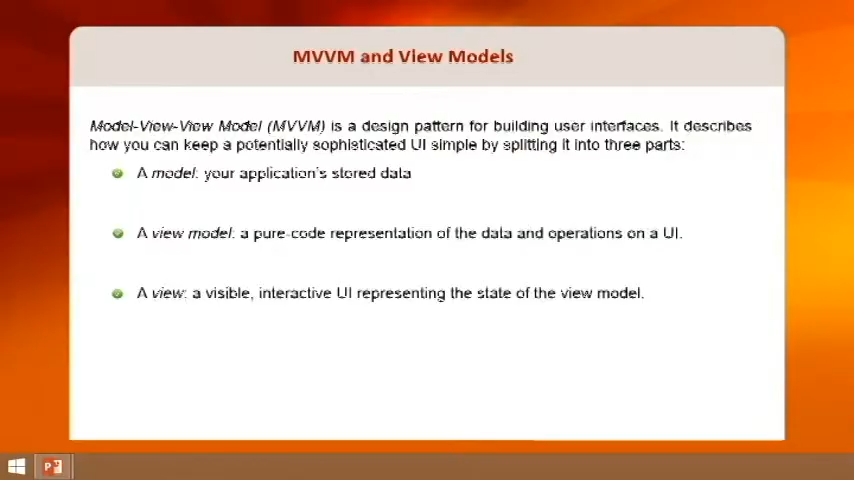 MVVM and View Models
Model-View-View Model (MVVM) is a design pattern for building user interfaces. It describes
how you can keep a potentially sophisticated UI simple by splitting it into three parts:
A model: your application's stored data
A view model: a pure-code representation of the data and operations on a UI.
A view: a visible, interactive UI representing the state of the view model.